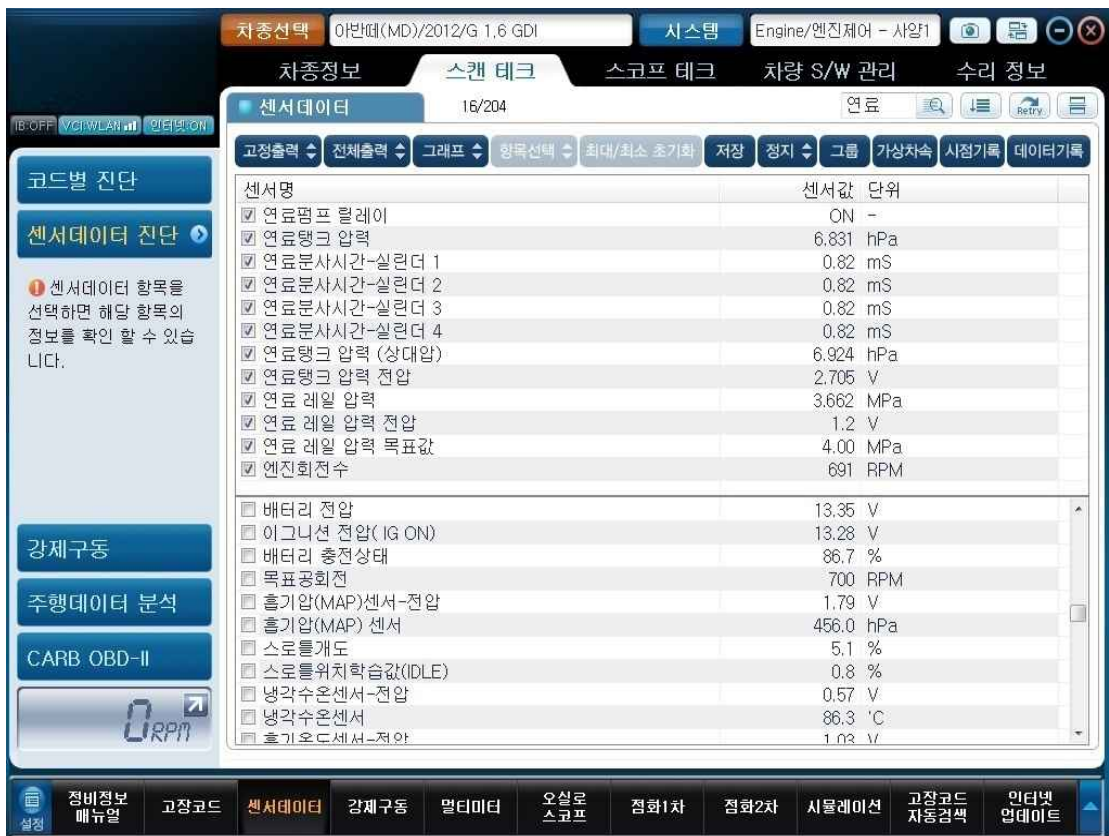 차종선택 아반떼(MD)/2012/G 1.6 GDI 시스템 Engine/엔진제어 - 사양1
차종정보 스캔 테크 스코프 테크 차량 S/W 관리 수리 정보
IB:OFF VCI:WLAN 인터넷:ON
센서데이터 16/204 연료 Retry
고정출력 전체출력 그래프 항목선택 최대/최소 초기화 저장 정지 그룹 가상차속 시점기록 데이터기록
코드별 진단
센서데이터 진단
센서데이터 항목을
선택하면 해당 항목의
정보를 확인 할 수 있습
니다.
강제구동
주행데이터 분석
CARB OBD-II
0 RPM
센서명 센서값 단위
연료펌프 릴레이 ON -
연료탱크 압력 6.831 hPa
연료분사시간-실린더 1 0.82 mS
연료분사시간-실린더 2 0.82 mS
연료분사시간-실린더 3 0.82 mS
연료분사시간-실린더 4 0.82 mS
연료탱크 압력 (상대압) 6.924 hPa
연료탱크 압력 전압 2.705 V
연료 레일 압력 3.662 MPa
연료 레일 압력 전압 1.2 V
연료 레일 압력 목표값 4.00 MPa
엔진회전수 691 RPM
배터리 전압 13.35 V
이그니션 전압( IG ON) 13.28 V
배터리 충전상태 86.7 %
목표공회전 700 RPM
흡기압(MAP)센서-전압 1.79 V
흡기압(MAP) 센서 456.0 hPa
스로틀개도 5.1 %
스로틀위치학습값(IDLE) 0.8 %
냉각수온센서-전압 0.57 V
냉각수온센서 86.3 'C
흡기온도센서-전압 1.03 V
설정 정비정보 매뉴얼 고장코드 센서데이터 강제구동 멀티미터 오실로 스코프 점화1차 점화2차 시뮬레이션 고장코드 자동검색 인터넷 업데이트